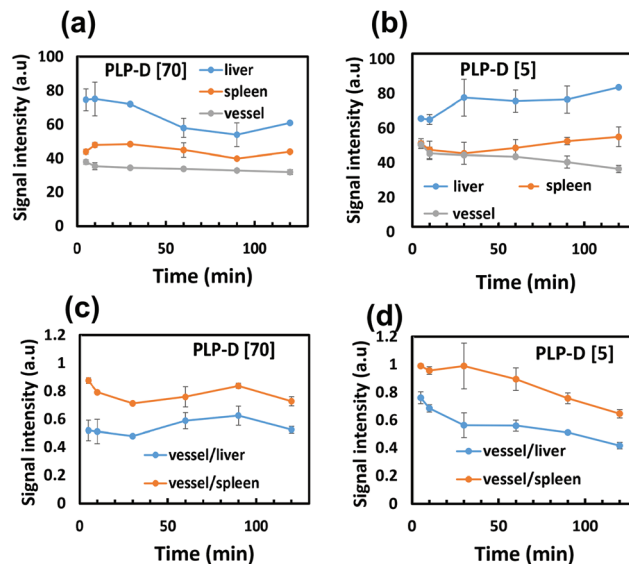 (a)
PLP-D [70]
liver
spleen
vessel
Signal intensity (a.u)
100
80
60
40
20
0
0
50
100
Time (min)
(b)
PLP-D [5]
liver
spleen
vessel
Signal intensity (a.u)
100
80
60
40
20
0
0
50
100
Time (min)
(c)
PLP-D [70]
vessel/liver
vessel/spleen
Signal intensity (a.u)
1.2
1
0.8
0.6
0.4
0.2
0
0
50
100
Time (min)
(d)
PLP-D [5]
vessel/liver
vessel/spleen
Signal intensity (a.u)
1.2
1
0.8
0.6
0.4
0.2
0
0
50
100
Time (min)